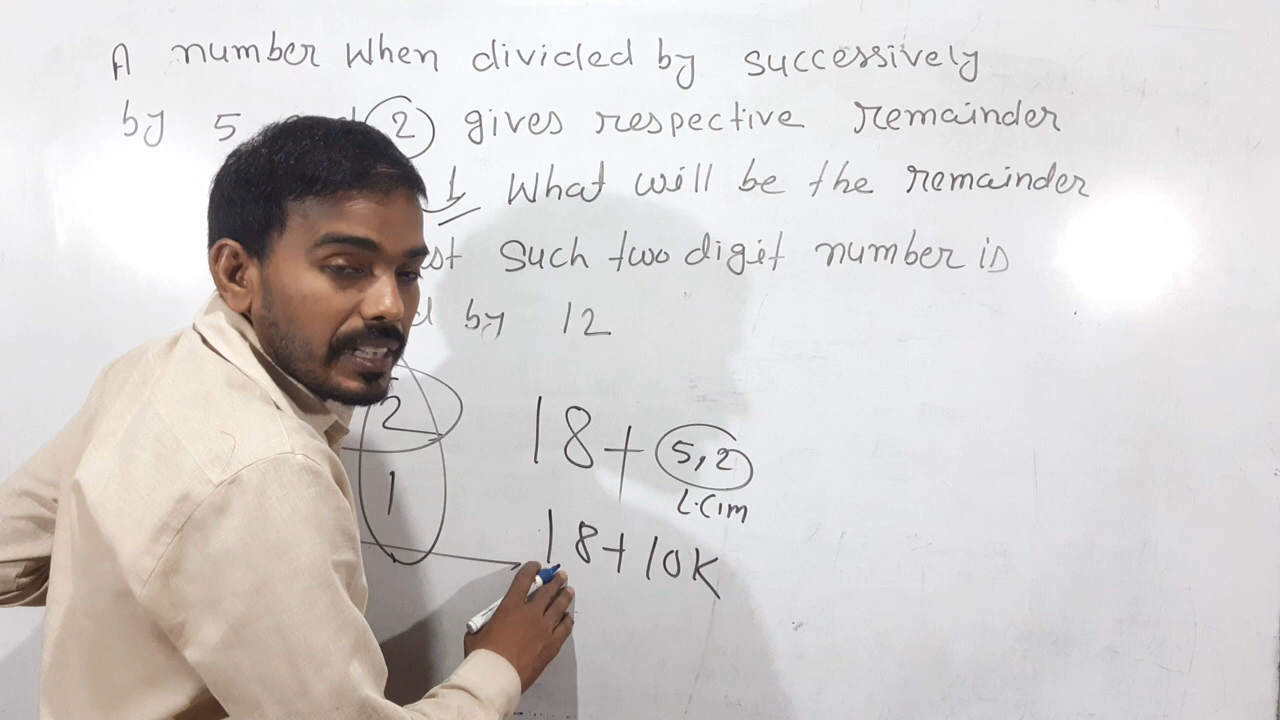 A number When divided by successively
by 5 2 gives respective remainder
1 What will be the remainder
Such two digit number is
by 12
2
1
18+ 5,2
L.C.m
18+10K